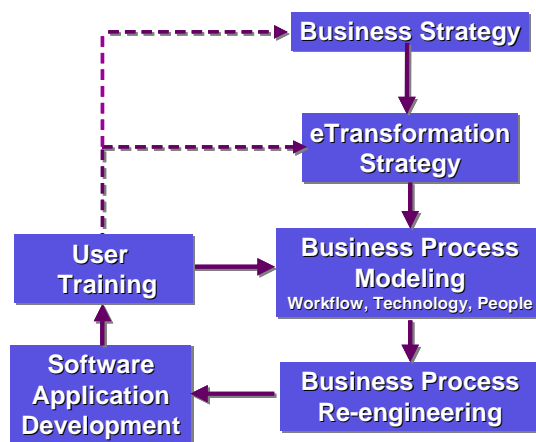 Business Strategy
eTransformation
Strategy
User
Training
Business Process
Modeling
Workflow, Technology, People
Software
Application
Development
Business Process
Re-engineering